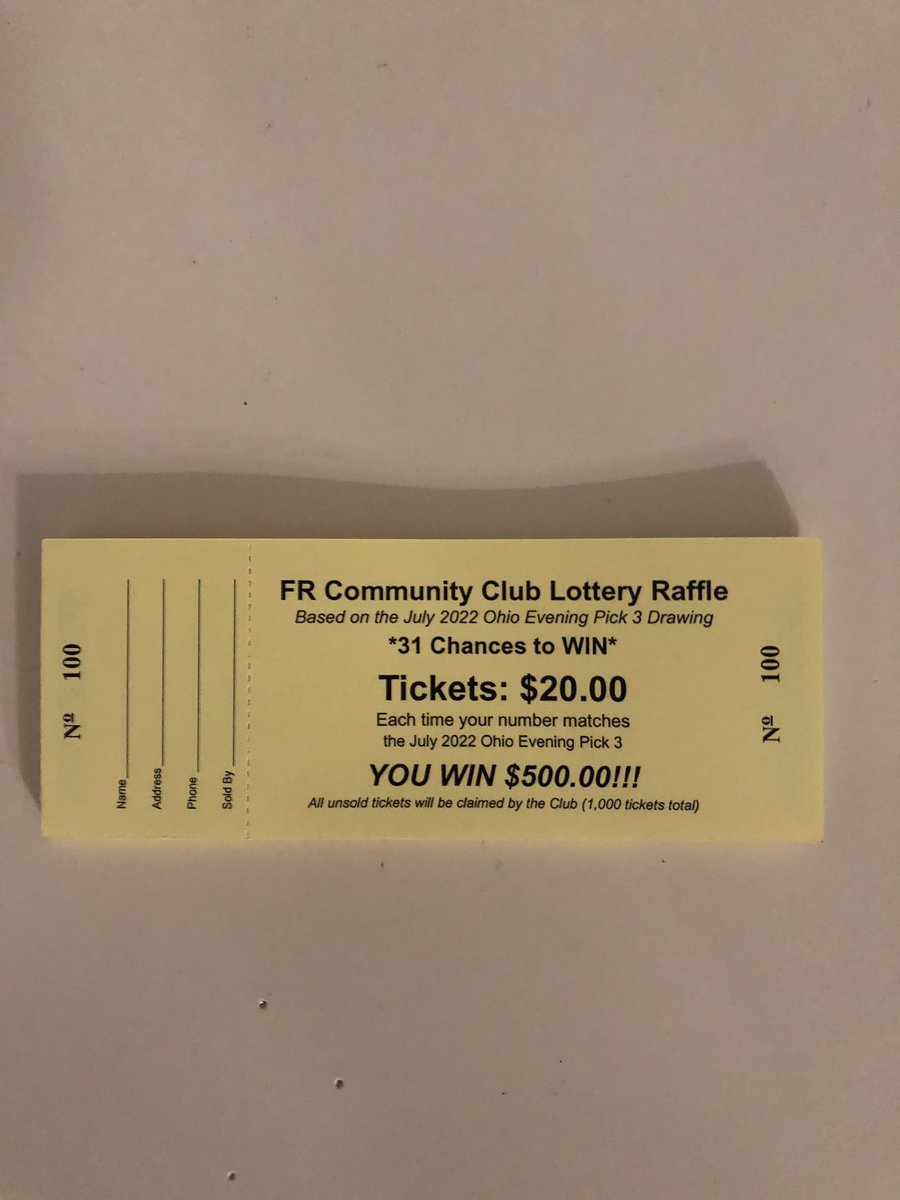 Nº 100
Name
Address
Phone
Sold By
FR Community Club Lottery Raffle
Based on the July 2022 Ohio Evening Pick 3 Drawing
*31 Chances to WIN*
Tickets: $20.00
Each time your number matches
the July 2022 Ohio Evening Pick 3
YOU WIN $500.00!!!
All unsold tickets will be claimed by the Club (1,000 tickets total)
Nº 100